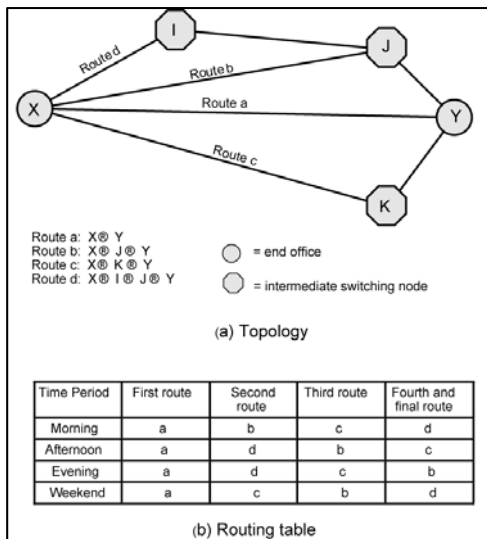 I
J
Route d
Route b
X
Route a
Y
Route c
K
Route a: X® Y
Route b: X® J® Y
Route c: X® K® Y
Route d: X® I® J® Y
= end office
= intermediate switching node
(a) Topology
Time Period First route Second route Third route Fourth and final route
Morning a b c d
Afternoon a d b c
Evening a d c b
Weekend a c b d
(b) Routing table